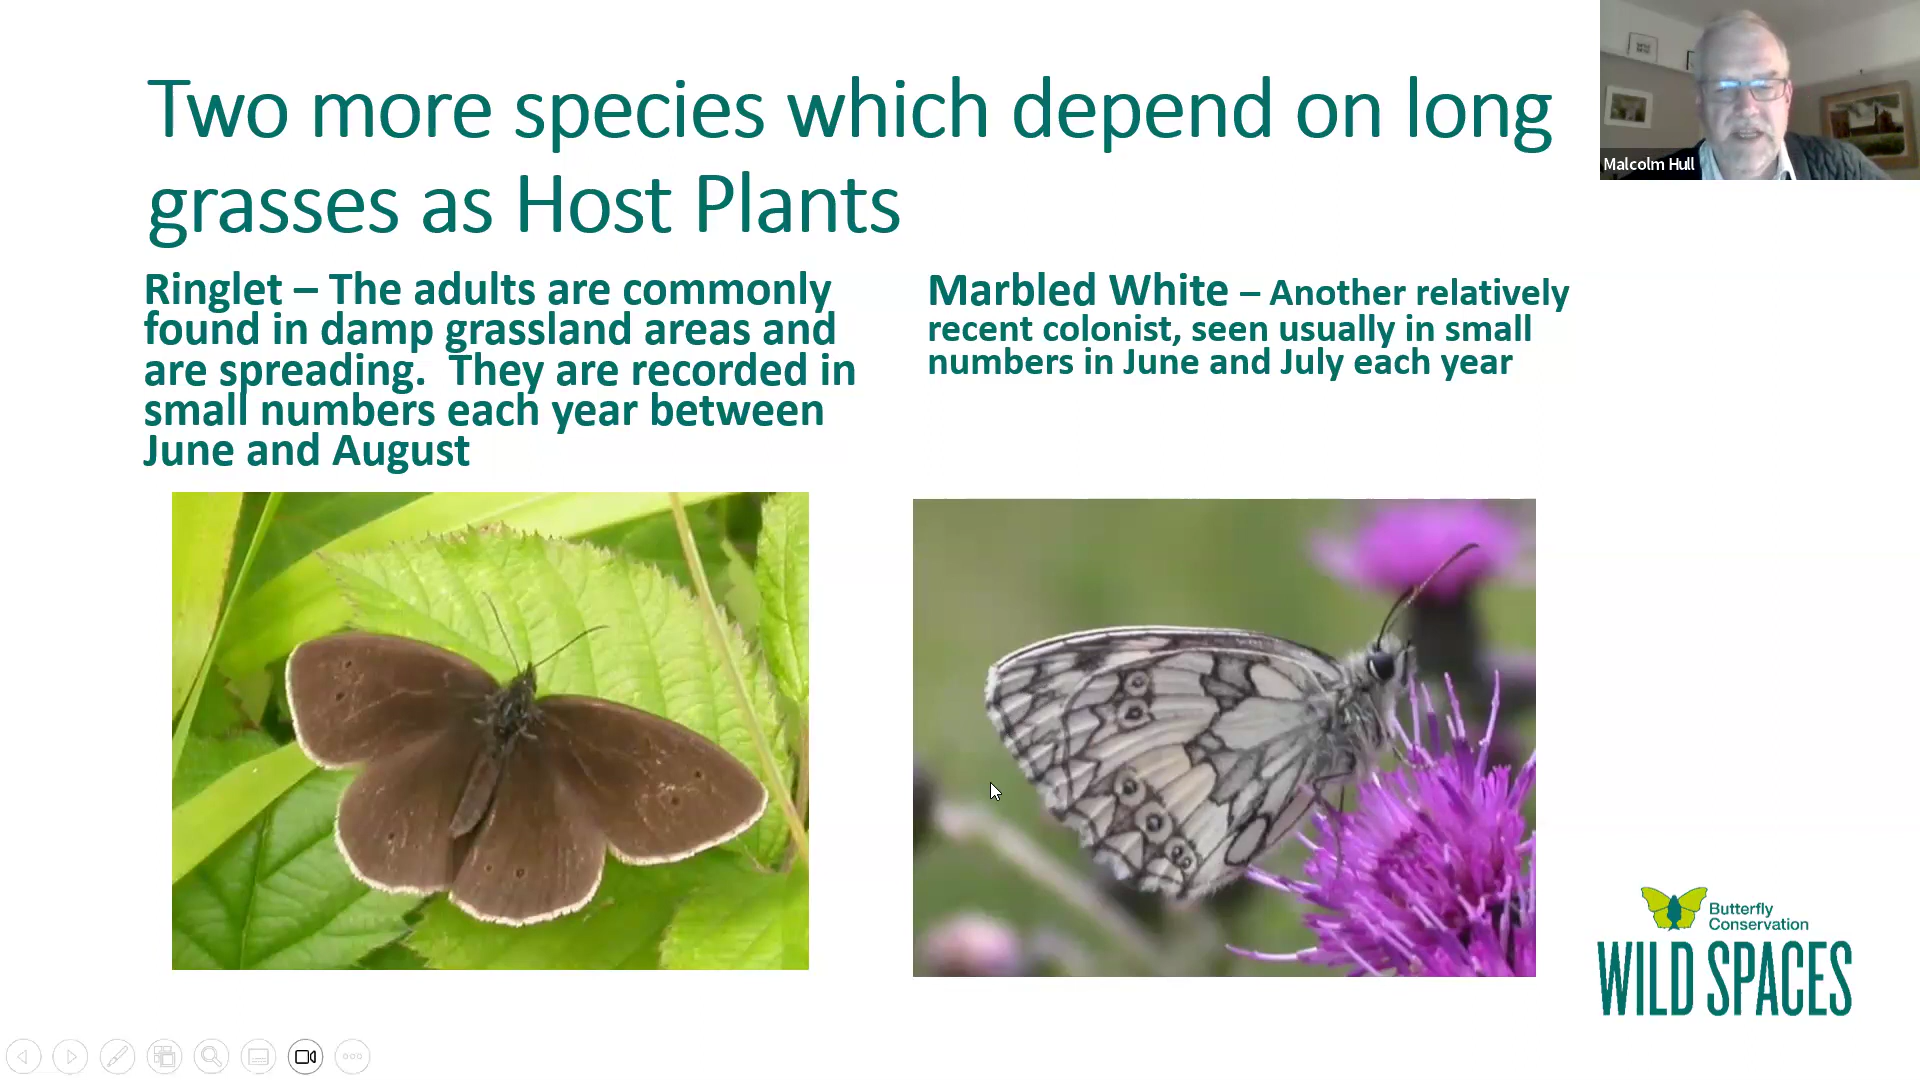 Two more species which depend on long
grasses as Host Plants
Ringlet – The adults are commonly
found in damp grassland areas and
are spreading.  They are recorded in
small numbers each year between
June and August
Marbled White – Another relatively
recent colonist, seen usually in small
numbers in June and July each year
Malcolm Hull
Butterfly
Conservation
WILD SPACES